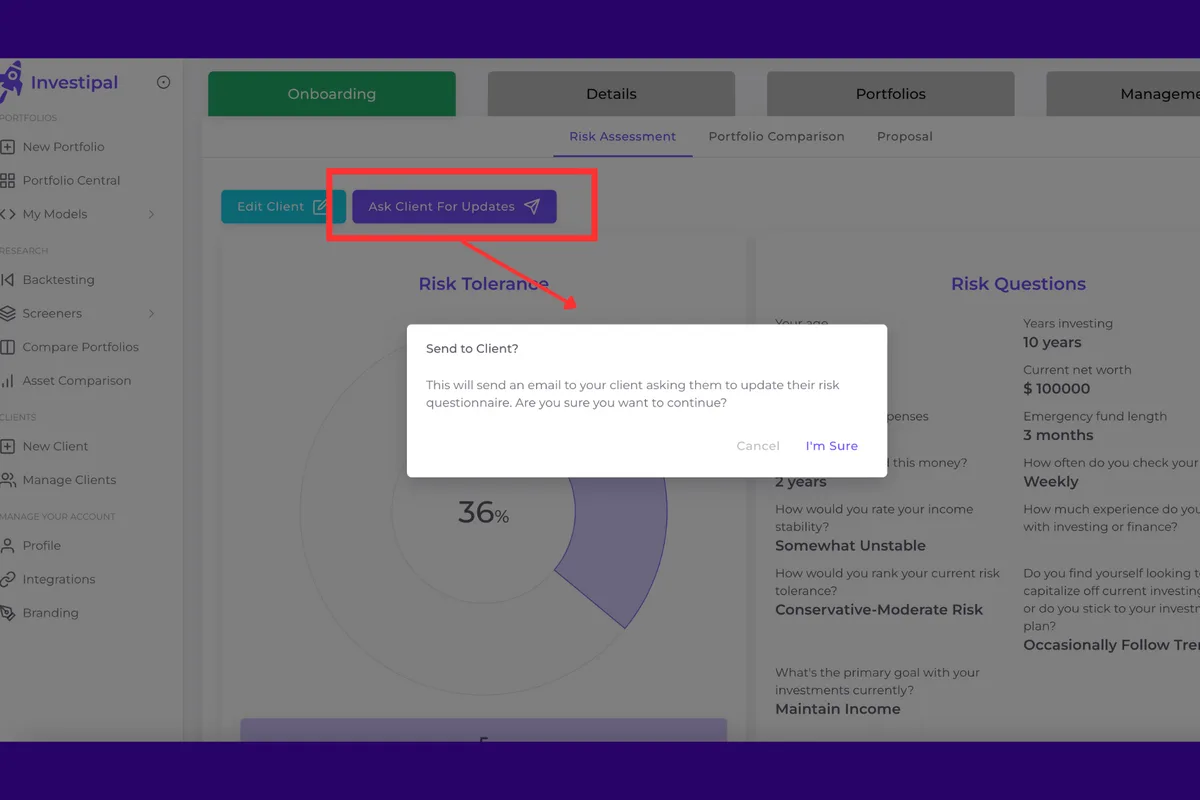 Investipal
PORTFOLIOS
New Portfolio
Portfolio Central
My Models
RESEARCH
Backtesting
Screeners
Compare Portfolios
Asset Comparison
CLIENTS
New Client
Manage Clients
MANAGE YOUR ACCOUNT
Profile
Integrations
Branding
Onboarding
Details
Portfolios
Manageme
Risk Assessment
Portfolio Comparison
Proposal
Edit Client
Ask Client For Updates
Risk Tolerance
36%
Send to Client?
This will send an email to your client asking them to update their risk
questionnaire. Are you sure you want to continue?
Cancel
I'm Sure
Risk Questions
Your age
penses
this money?
2 years
How would you rate your income
stability?
Somewhat Unstable
How would you rank your current risk
tolerance?
Conservative-Moderate Risk
What's the primary goal with your
investments currently?
Maintain Income
Years investing
10 years
Current net worth
$ 100000
Emergency fund length
3 months
How often do you check your
Weekly
How much experience do you
with investing or finance?
Do you find yourself looking to
capitalize off current investing
or do you stick to your investm
plan?
Occasionally Follow Tre